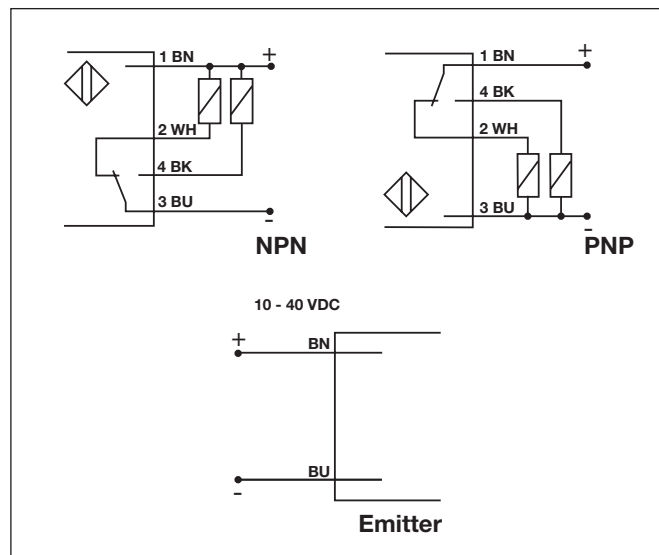 1 BN
+
2 WH
4 BK
3 BU
-
NPN
1 BN
+
4 BK
2 WH
3 BU
-
PNP
10 - 40 VDC
+
BN
BU
-
Emitter